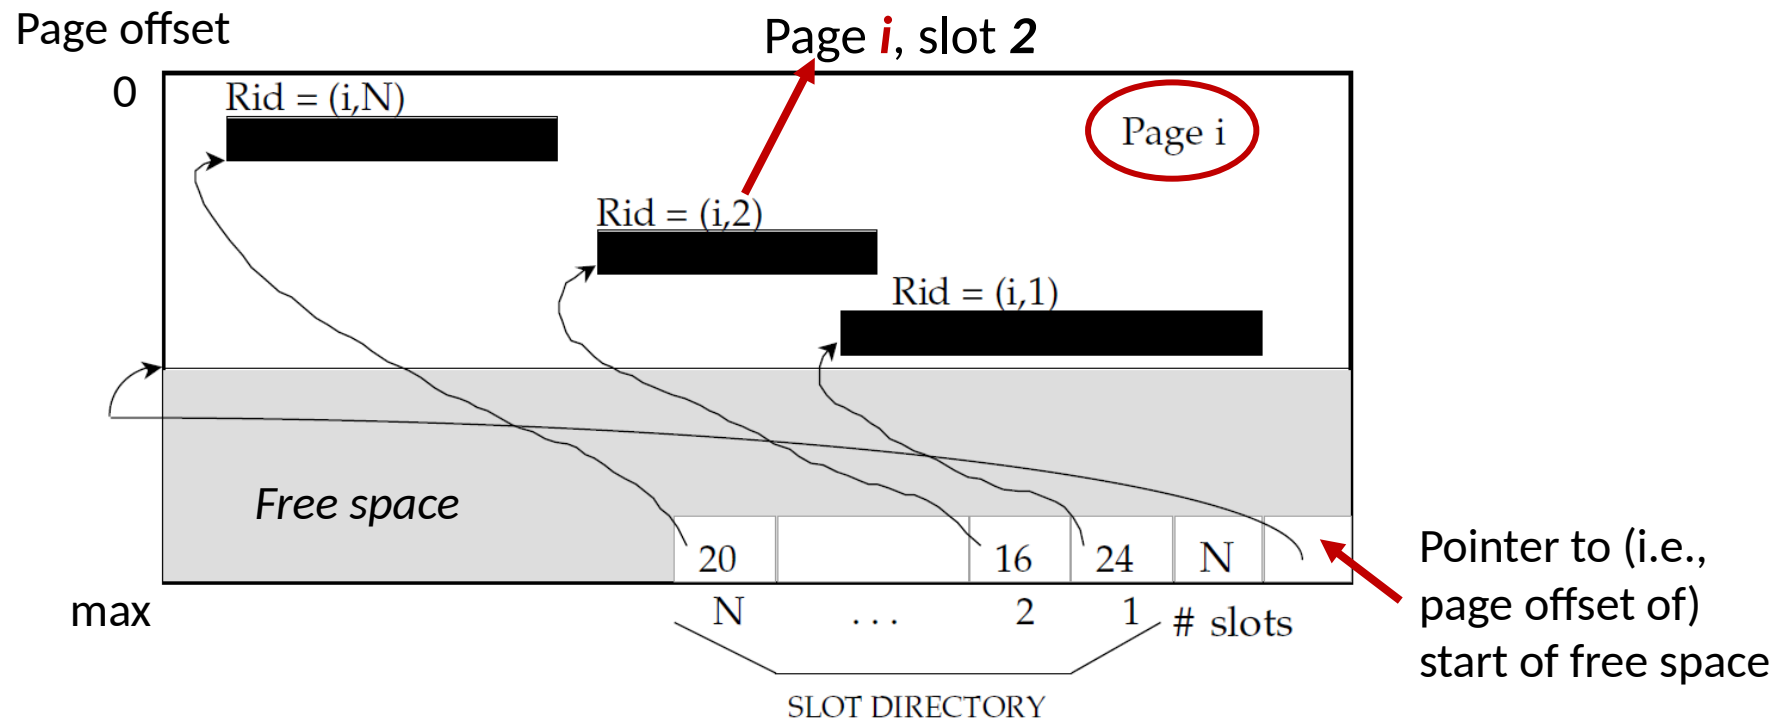 Page offset
Page i, slot 2
0
Rid = (i,N)
Page i
Rid = (i,2)
Rid = (i,1)
Free space
20 16 24 N
Pointer to (i.e.,
page offset of)
start of free space
max
N ... 2 1 # slots
SLOT DIRECTORY